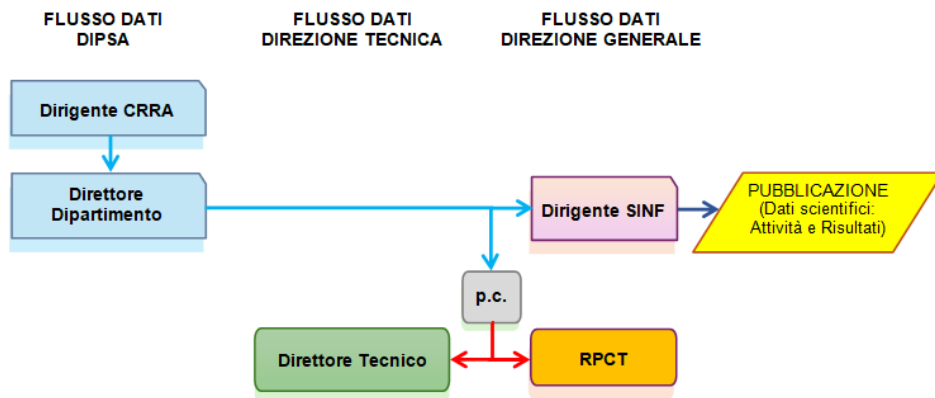 FLUSSO DATI
DIPSA
FLUSSO DATI
DIREZIONE TECNICA
FLUSSO DATI
DIREZIONE GENERALE
Dirigente CRRA
Direttore
Dipartimento
Dirigente SINF
PUBBLICAZIONE
(Dati scientifici:
Attività e Risultati)
p.c.
Direttore Tecnico
RPCT